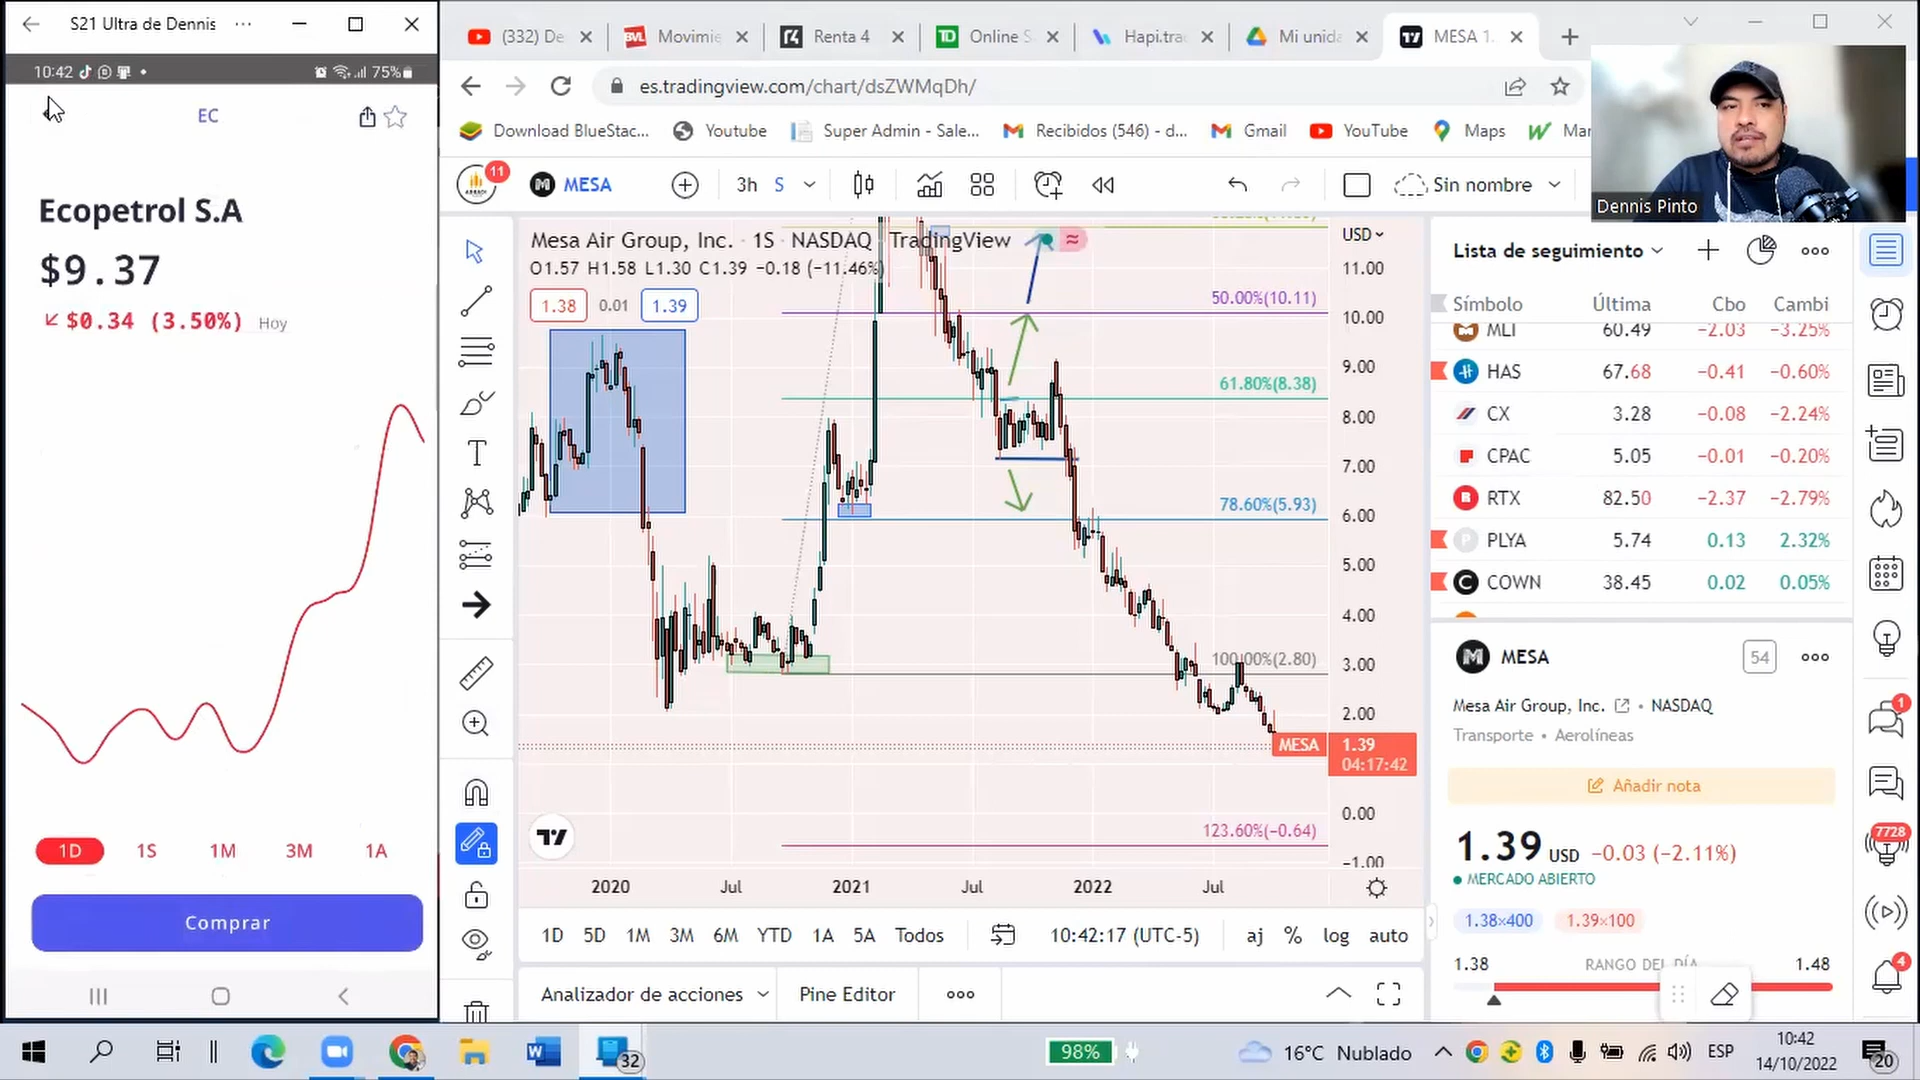 S21 Ultra de Dennis ...
10:42
75%
EC
Ecopetrol S.A
$9.37
$0.34 (3.50%) Hoy
1D 1S 1M 3M 1A
Comprar
(332) De
Movimie
Renta 4
Online S
Hapi.tra
Mi unida
MESA 1.
es.tradingview.com/chart/dsZWMqDh/
Download BlueStac...
Youtube
Super Admin - Sale...
Recibidos (546) - d...
Gmail
YouTube
Maps
Mar
Dennis Pinto
11
MESA
3h S
Sin nombre
Mesa Air Group, Inc. · 1S · NASDAQ TradingView
O1.57 H1.58 L1.30 C1.39 −0.18 (−11.46%)
1.38 0.01 1.39
50.00%(10.11)
61.80%(8.38)
78.60%(5.93)
100.00%(2.80)
123.60%(−0.64)
USD
11.00
10.00
9.00
8.00
7.00
6.00
5.00
4.00
3.00
2.00
MESA 1.39
04:17:42
0.00
−1.00
2020 Jul 2021 Jul 2022 Jul
1D 5D 1M 3M 6M YTD 1A 5A Todos
10:42:17 (UTC-5)
aj % log auto
Analizador de acciones
Pine Editor
Lista de seguimiento
Símbolo Última Cbo Cambi
MLI 60.49 −2.03 −3.25%
HAS 67.68 −0.41 −0.60%
CX 3.28 −0.08 −2.24%
CPAC 5.05 −0.01 −0.20%
RTX 82.50 −2.37 −2.79%
PLYA 5.74 0.13 2.32%
COWN 38.45 0.02 0.05%
MESA
54
Mesa Air Group, Inc. • NASDAQ
Transporte • Aerolíneas
Añadir nota
1.39 USD −0.03 (−2.11%)
MERCADO ABIERTO
1.38×400 1.39×100
1.38 RANGO DEL DÍA 1.48
1
7728
4
32
98%
16°C Nublado
ESP
10:42
14/10/2022
20